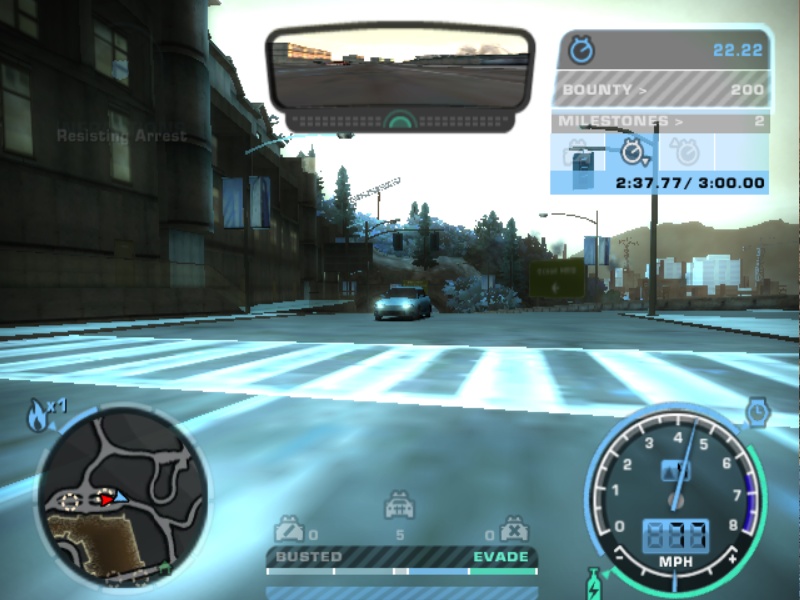 22.22
BOUNTY > 200
MILESTONES > 2
Resisting Arrest
2:37.77/ 3:00.00
x1
0 5 0
BUSTED EVADE
0 1 2 3 4 5 6 7 8
77
MPH